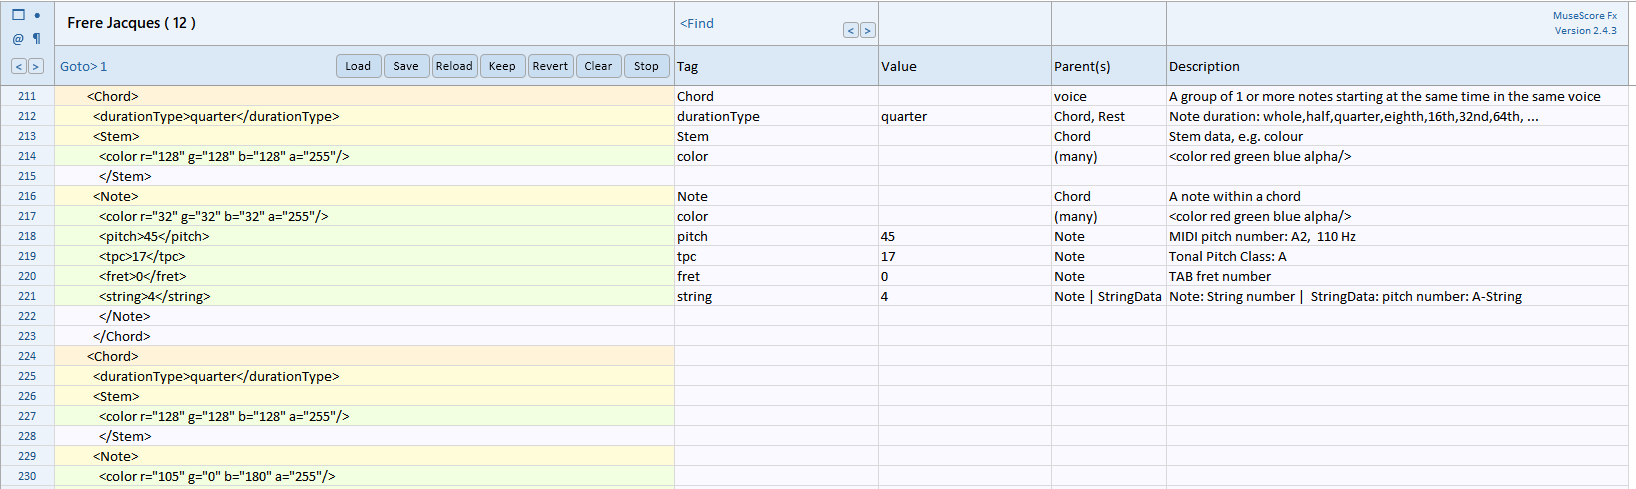 Frere Jacques ( 12 )
<Find
< >
MuseScore Fx
Version 2.4.3
@ ¶
< >
Goto> 1
Load Save Reload Keep Revert Clear Stop
Tag Value Parent(s) Description
211 <Chord> Chord voice A group of 1 or more notes starting at the same time in the same voice
212 <durationType>quarter</durationType> durationType quarter Chord, Rest Note duration: whole,half,quarter,eighth,16th,32nd,64th, ...
213 <Stem> Stem Chord Stem data, e.g. colour
214 <color r="128" g="128" b="128" a="255"/> color (many) <color red green blue alpha/>
215 </Stem>
216 <Note> Note Chord A note within a chord
217 <color r="32" g="32" b="32" a="255"/> color (many) <color red green blue alpha/>
218 <pitch>45</pitch> pitch 45 Note MIDI pitch number: A2, 110 Hz
219 <tpc>17</tpc> tpc 17 Note Tonal Pitch Class: A
220 <fret>0</fret> fret 0 Note TAB fret number
221 <string>4</string> string 4 Note | StringData Note: String number | StringData: pitch number: A-String
222 </Note>
223 </Chord>
224 <Chord>
225 <durationType>quarter</durationType>
226 <Stem>
227 <color r="128" g="128" b="128" a="255"/>
228 </Stem>
229 <Note>
230 <color r="105" g="0" b="180" a="255"/>